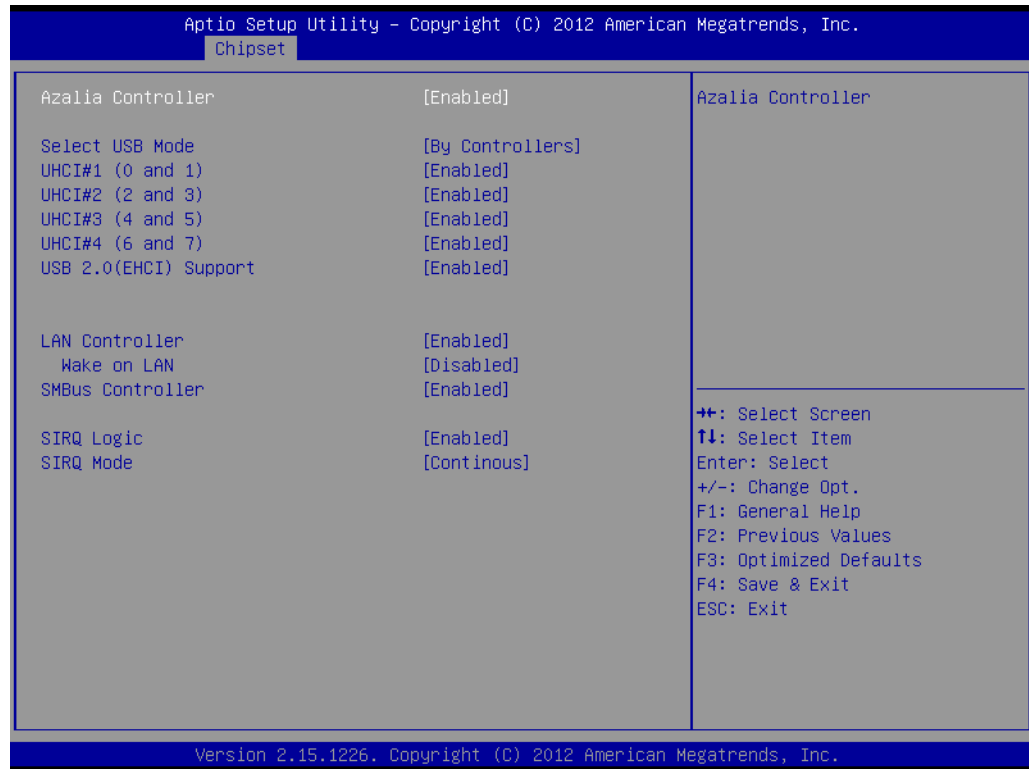 Aptio Setup Utility – Copyright (C) 2012 American Megatrends, Inc.
Chipset
Azalia Controller [Enabled]
Select USB Mode [By Controllers]
UHCI#1 (0 and 1) [Enabled]
UHCI#2 (2 and 3) [Enabled]
UHCI#3 (4 and 5) [Enabled]
UHCI#4 (6 and 7) [Enabled]
USB 2.0(EHCI) Support [Enabled]
LAN Controller [Enabled]
Wake on LAN [Disabled]
SMBus Controller [Enabled]
SIRQ Logic [Enabled]
SIRQ Mode [Continous]
Azalia Controller
→←: Select Screen
↑↓: Select Item
Enter: Select
+/-: Change Opt.
F1: General Help
F2: Previous Values
F3: Optimized Defaults
F4: Save & Exit
ESC: Exit
Version 2.15.1226. Copyright (C) 2012 American Megatrends, Inc.